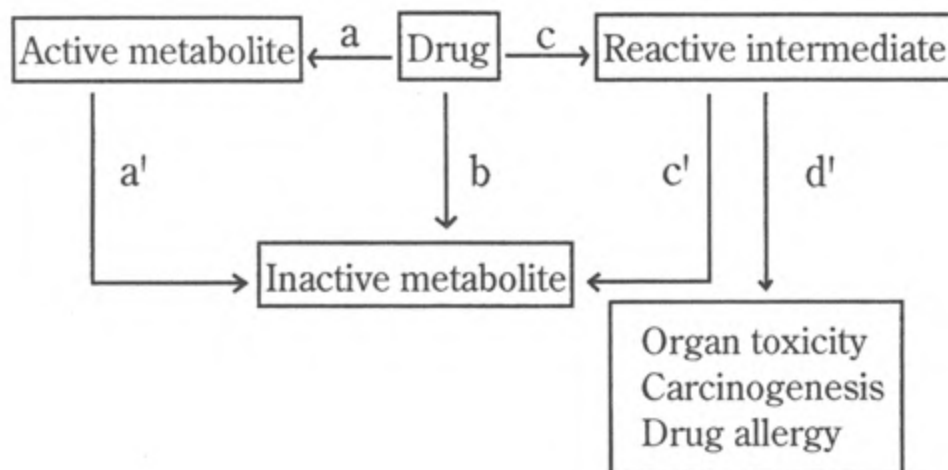 Active metabolite
a
Drug
c
Reactive intermediate
a'
b
c'
d'
Inactive metabolite
Organ toxicity
Carcinogenesis
Drug allergy